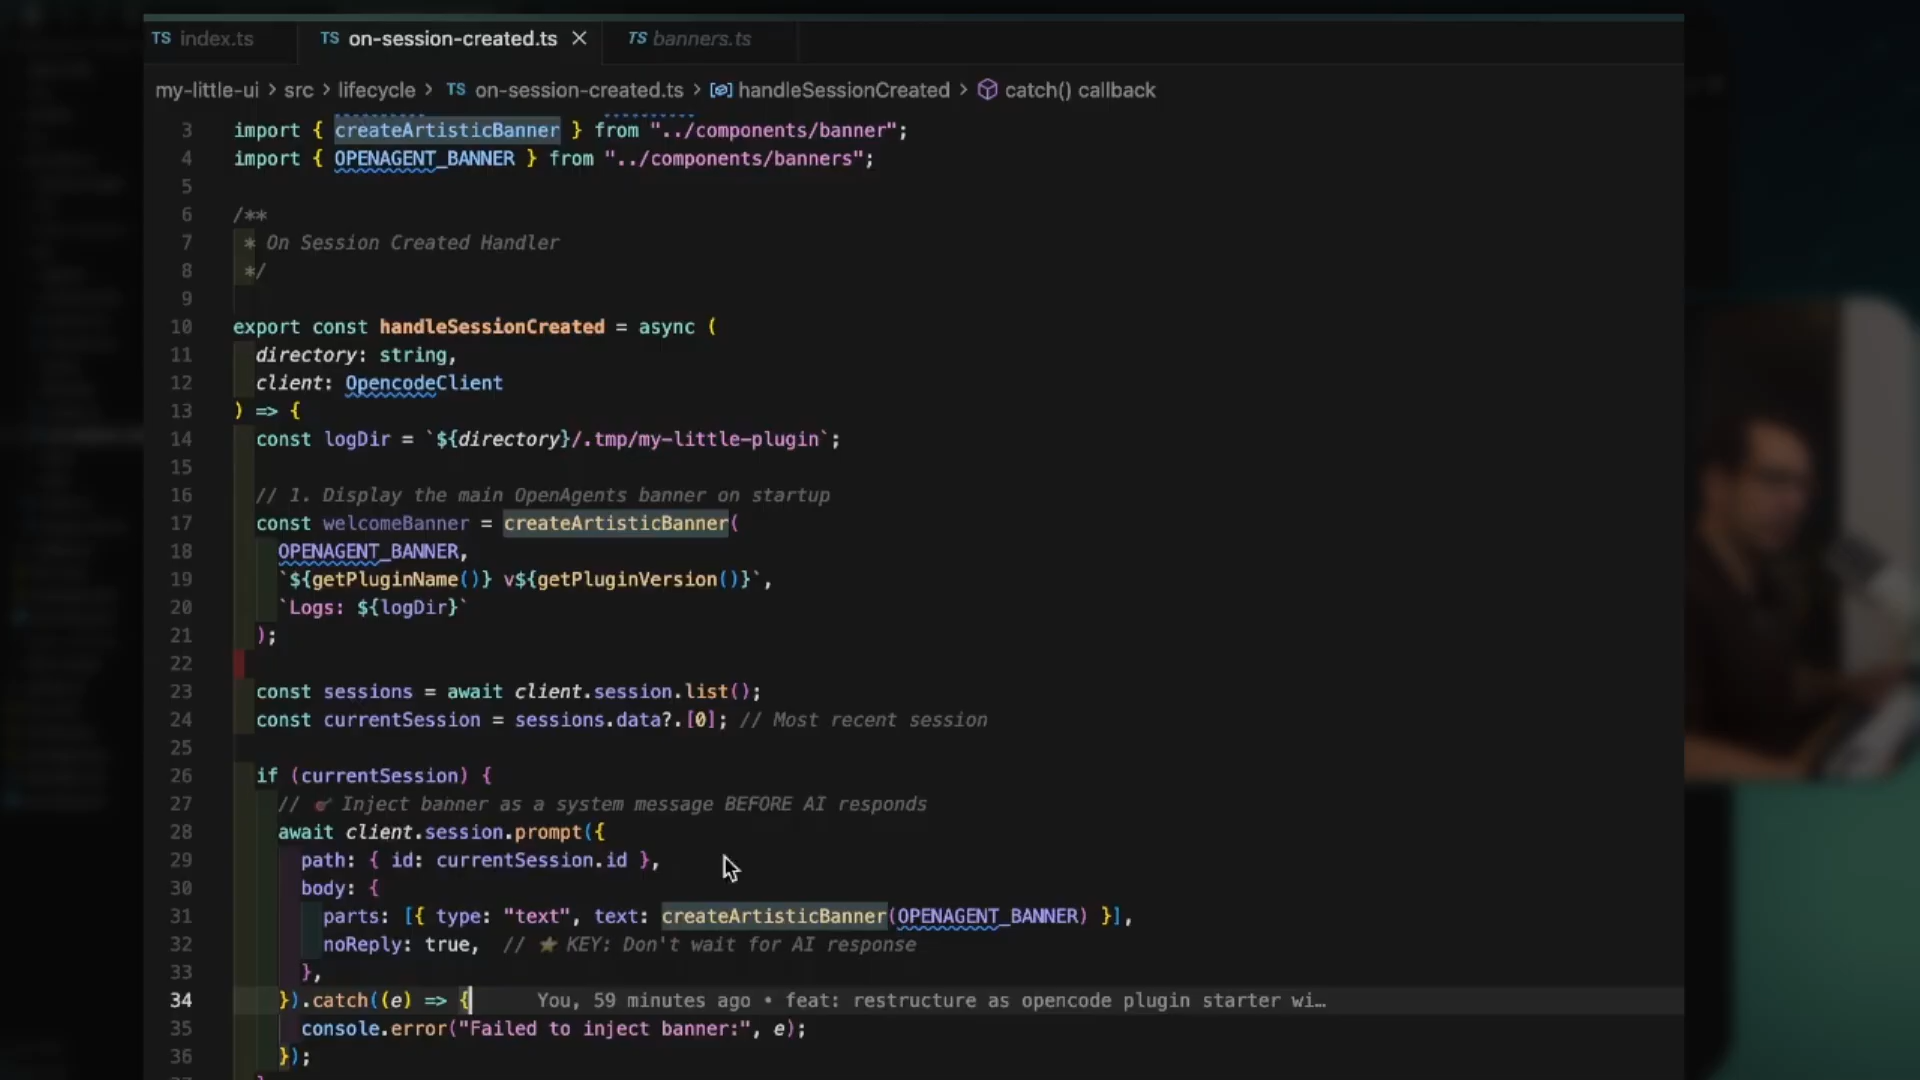 TS index.ts
TS on-session-created.ts ×
TS banners.ts
my-little-ui > src > lifecycle > TS on-session-created.ts > handleSessionCreated > catch() callback
3 import { createArtisticBanner } from "../components/banner";
4 import { OPENAGENT_BANNER } from "../components/banners";
5
6 /**
7 * On Session Created Handler
8 */
9
10 export const handleSessionCreated = async (
11 directory: string,
12 client: OpencodeClient
13 ) => {
14 const logDir = `${directory}/.tmp/my-little-plugin`;
15
16 // 1. Display the main OpenAgents banner on startup
17 const welcomeBanner = createArtisticBanner(
18 OPENAGENT_BANNER,
19 `${getPluginName()} v${getPluginVersion()}`,
20 `Logs: ${logDir}`
21 );
22
23 const sessions = await client.session.list();
24 const currentSession = sessions.data?.[0]; // Most recent session
25
26 if (currentSession) {
27 // Inject banner as a system message BEFORE AI responds
28 await client.session.prompt({
29 path: { id: currentSession.id },
30 body: {
31 parts: [{ type: "text", text: createArtisticBanner(OPENAGENT_BANNER) }],
32 noReply: true, // ⭐ KEY: Don't wait for AI response
33 },
34 }).catch((e) => { You, 59 minutes ago • feat: restructure as opencode plugin starter wi…
35 console.error("Failed to inject banner:", e);
36 });